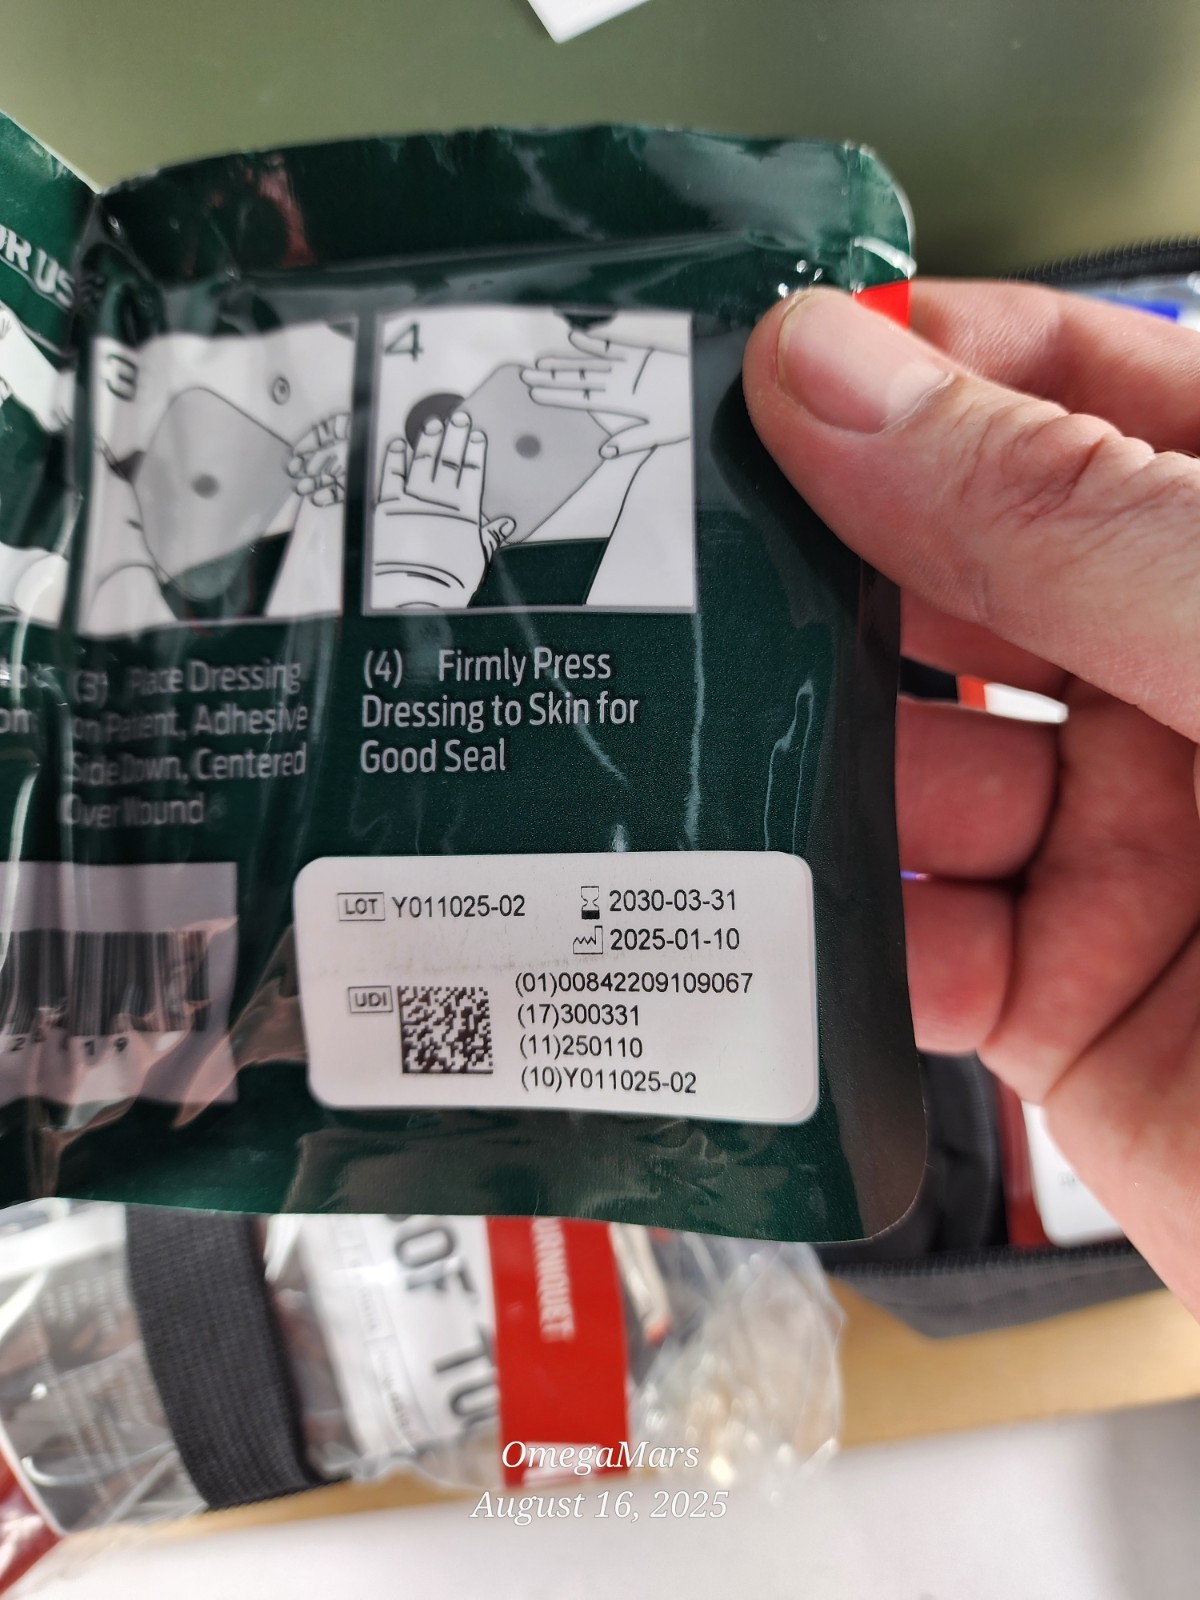 OR US
3
4
(3) Place Dressing
on Patient, Adhesive
Side Down, Centered
Over Wound
(4) Firmly Press
Dressing to Skin for
Good Seal
LOT Y011025-02
2030-03-31
2025-01-10
UDI
(01)00842209109067
(17)300331
(11)250110
(10)Y011025-02
SOF TO
OmegaMars
August 16, 2025